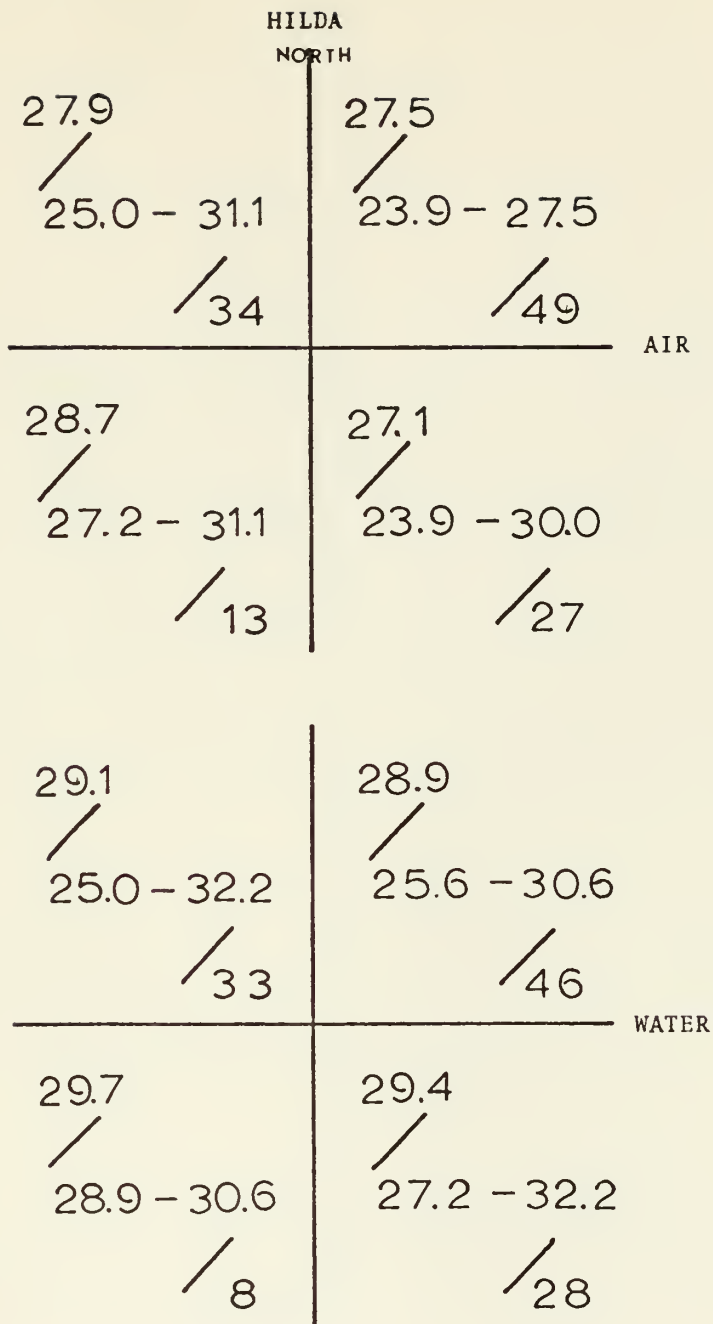 HILDA
NORTH
27.9 27.5
25.0 - 31.1 23.9 - 27.5
34 49
AIR
28.7 27.1
27.2 - 31.1 23.9 - 30.0
13 27
29.1 28.9
25.0 - 32.2 25.6 - 30.6
33 46
WATER
29.7 29.4
28.9 - 30.6 27.2 - 32.2
8 28